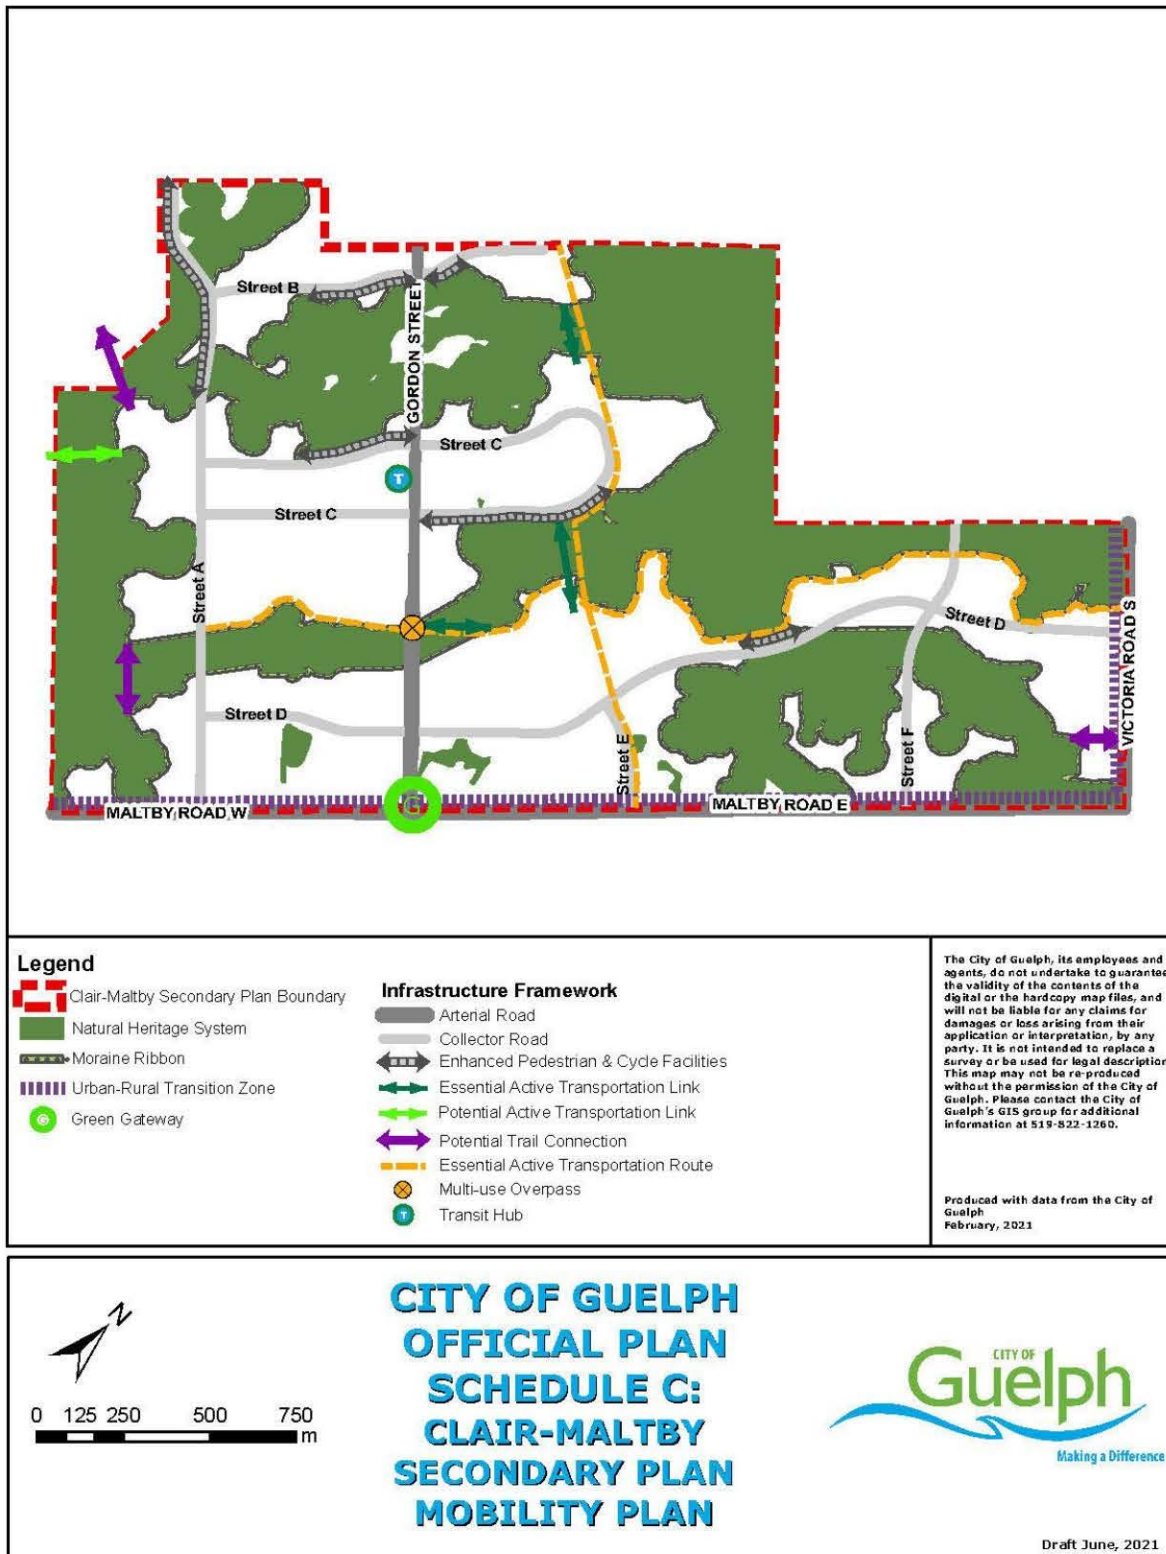 Street B
GORDON STREET
Street C
T
Street C
Street A
Street D
VICTORIA ROAD S
Street D
Street E
Street F
G
MALTBY ROAD W
MALTBY ROAD E
Legend
Clair-Maltby Secondary Plan Boundary
Natural Heritage System
Moraine Ribbon
Urban-Rural Transition Zone
G
Green Gateway
Infrastructure Framework
Arterial Road
Collector Road
Enhanced Pedestrian & Cycle Facilities
Essential Active Transportation Link
Potential Active Transportation Link
Potential Trail Connection
Essential Active Transportation Route
Multi-use Overpass
T
Transit Hub
The City of Guelph, its employees and
agents, do not undertake to guarantee
the validity of the contents of the
digital or the hardcopy map files, and
will not be liable for any claims for
damages or loss arising from their
application or interpretation, by any
party. It is not intended to replace a
survey or be used for legal description
This map may not be re-produced
without the permission of the City of
Guelph. Please contact the City of
Guelph's GIS group for additional
information at 519-822-1260.
Produced with data from the City of
Guelph
February, 2021
N
0 125 250 500 750
m
CITY OF GUELPH
OFFICIAL PLAN
SCHEDULE C:
CLAIR-MALTBY
SECONDARY PLAN
MOBILITY PLAN
CITY OF
Guelph
Making a Difference
Draft June, 2021